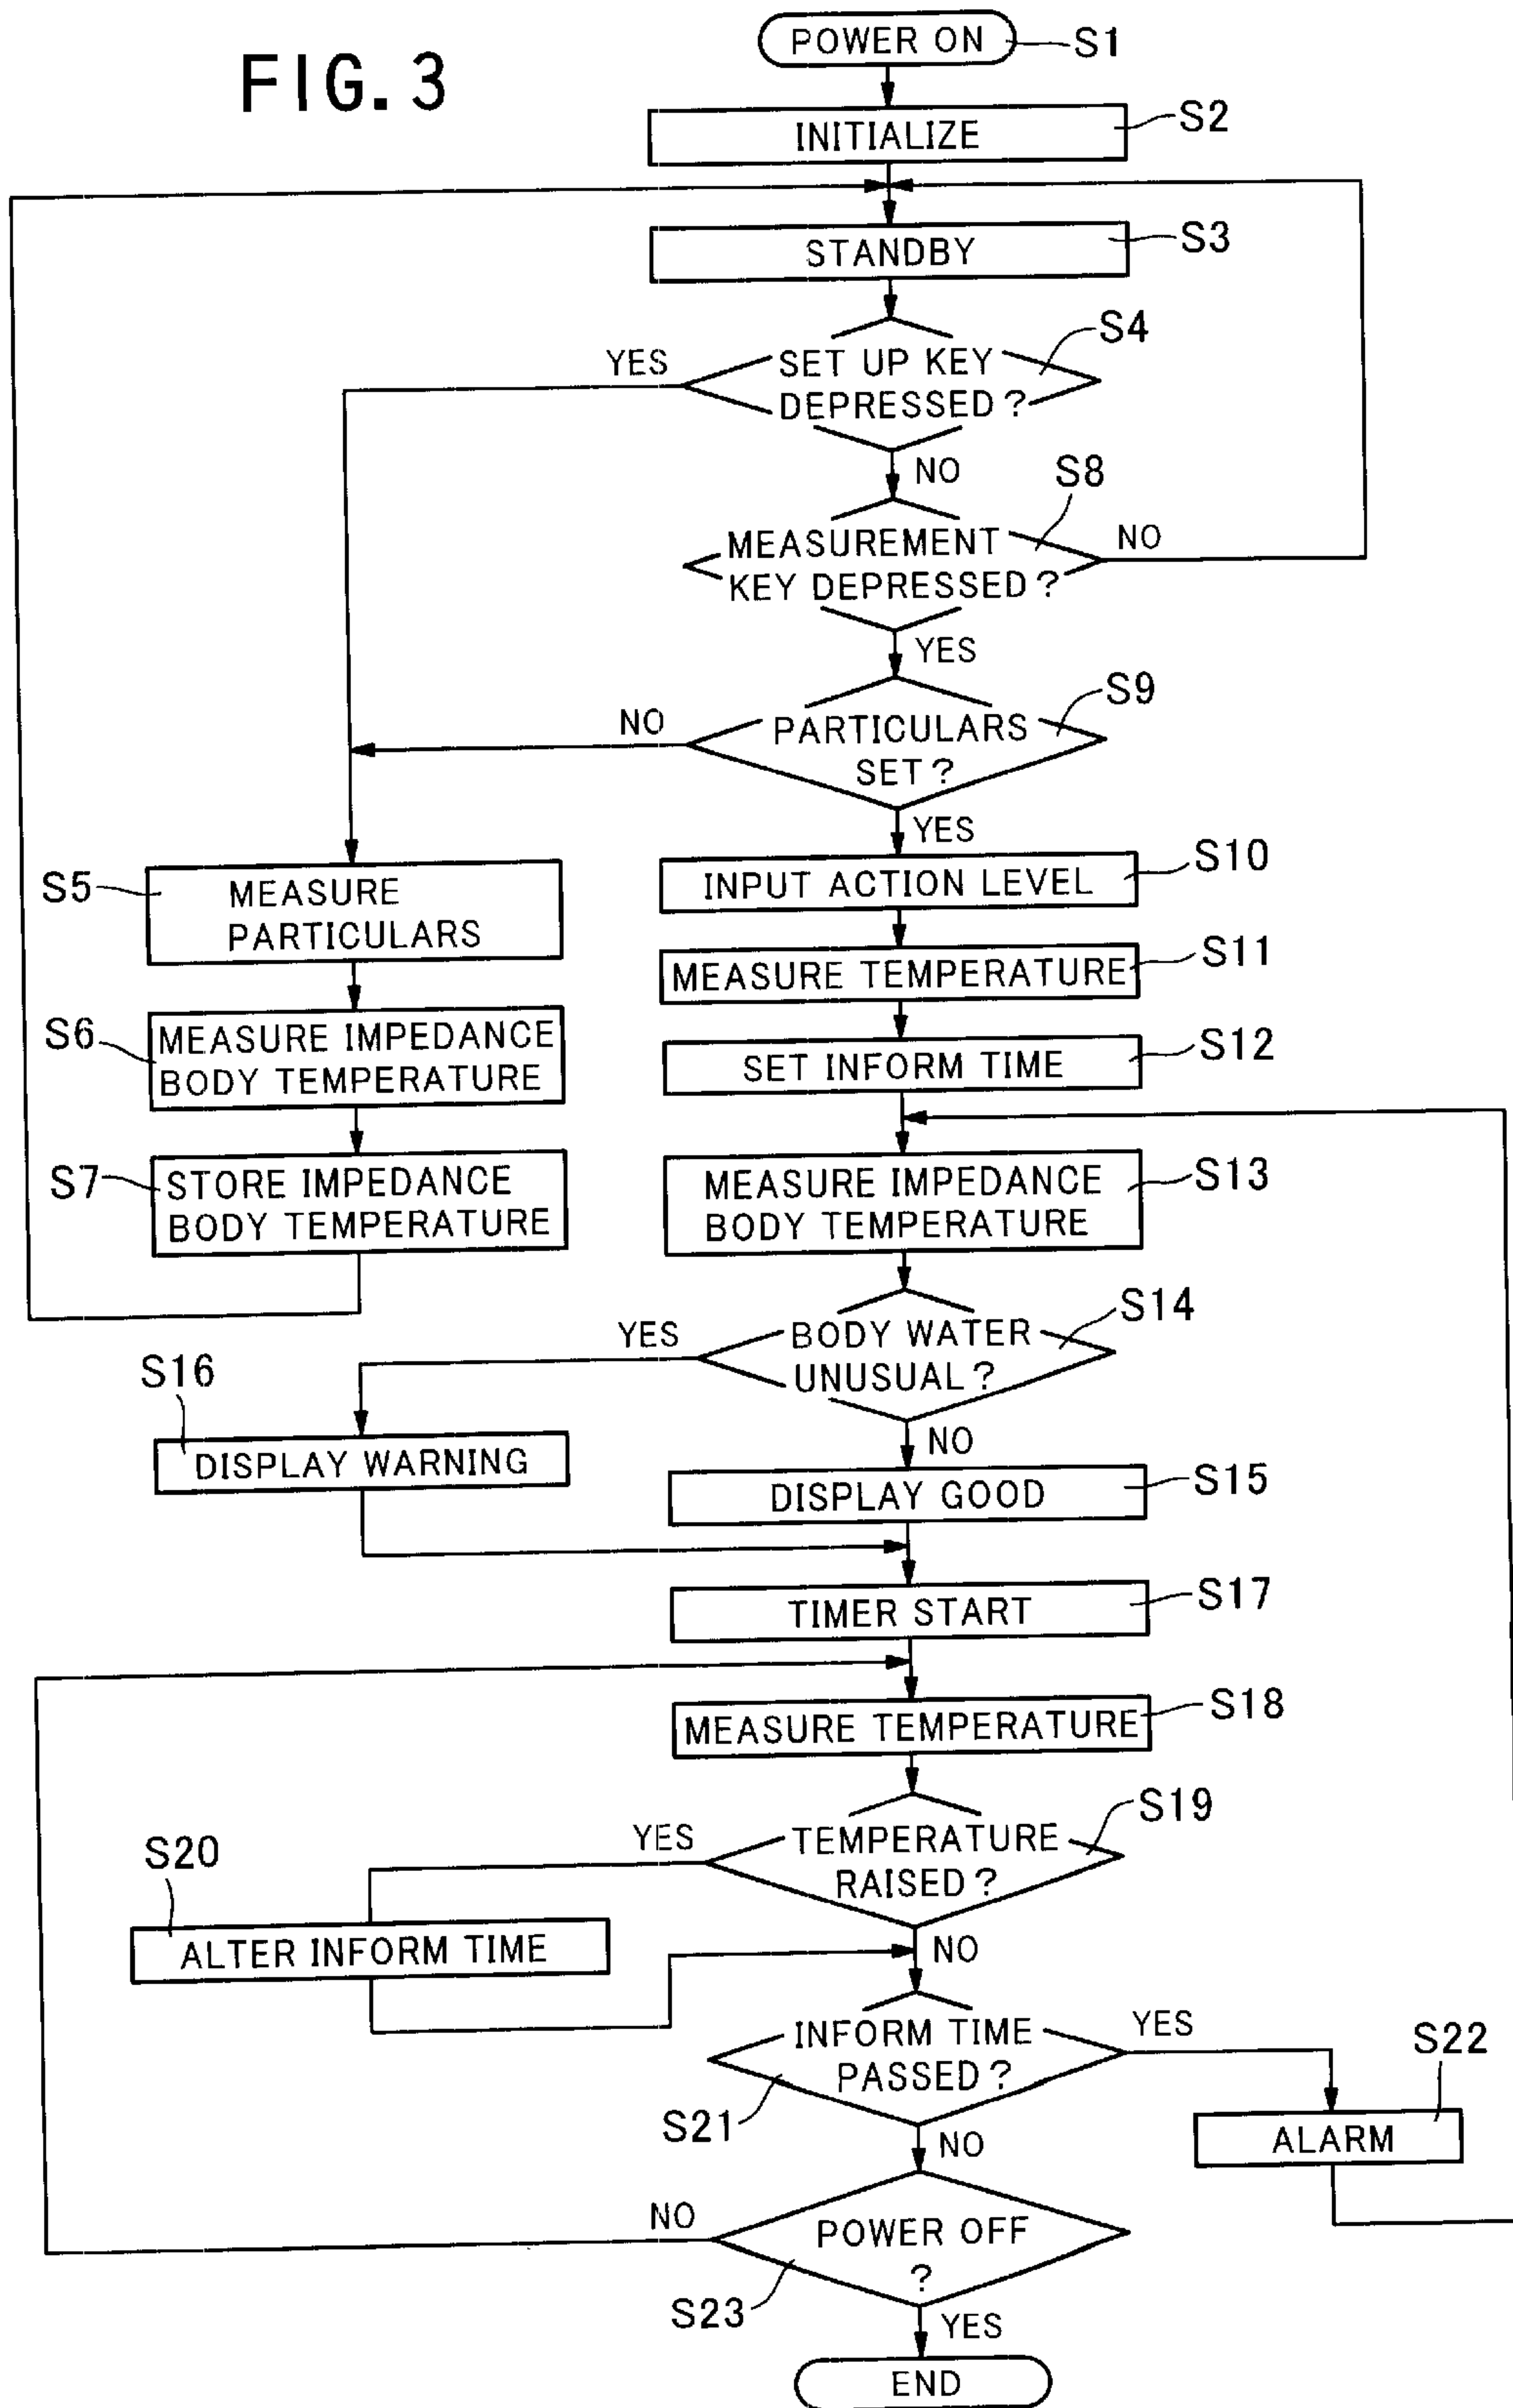 FIG. 3
POWER ON
S1
INITIALIZE
S2
STANDBY
S3
SET UP KEY
DEPRESSED?
S4
YES
NO
MEASUREMENT
KEY DEPRESSED?
S8
NO
YES
PARTICULARS
SET?
S9
NO
YES
S5
MEASURE
PARTICULARS
INPUT ACTION LEVEL
S10
MEASURE TEMPERATURE
S11
S6
MEASURE IMPEDANCE
BODY TEMPERATURE
SET INFORM TIME
S12
S7
STORE IMPEDANCE
BODY TEMPERATURE
MEASURE IMPEDANCE
BODY TEMPERATURE
S13
BODY WATER
UNUSUAL?
S14
YES
NO
S16
DISPLAY WARNING
DISPLAY GOOD
S15
TIMER START
S17
MEASURE TEMPERATURE
S18
TEMPERATURE
RAISED?
S19
YES
NO
S20
ALTER INFORM TIME
INFORM TIME
PASSED?
S21
YES
NO
S22
ALARM
POWER OFF
?
S23
NO
YES
END